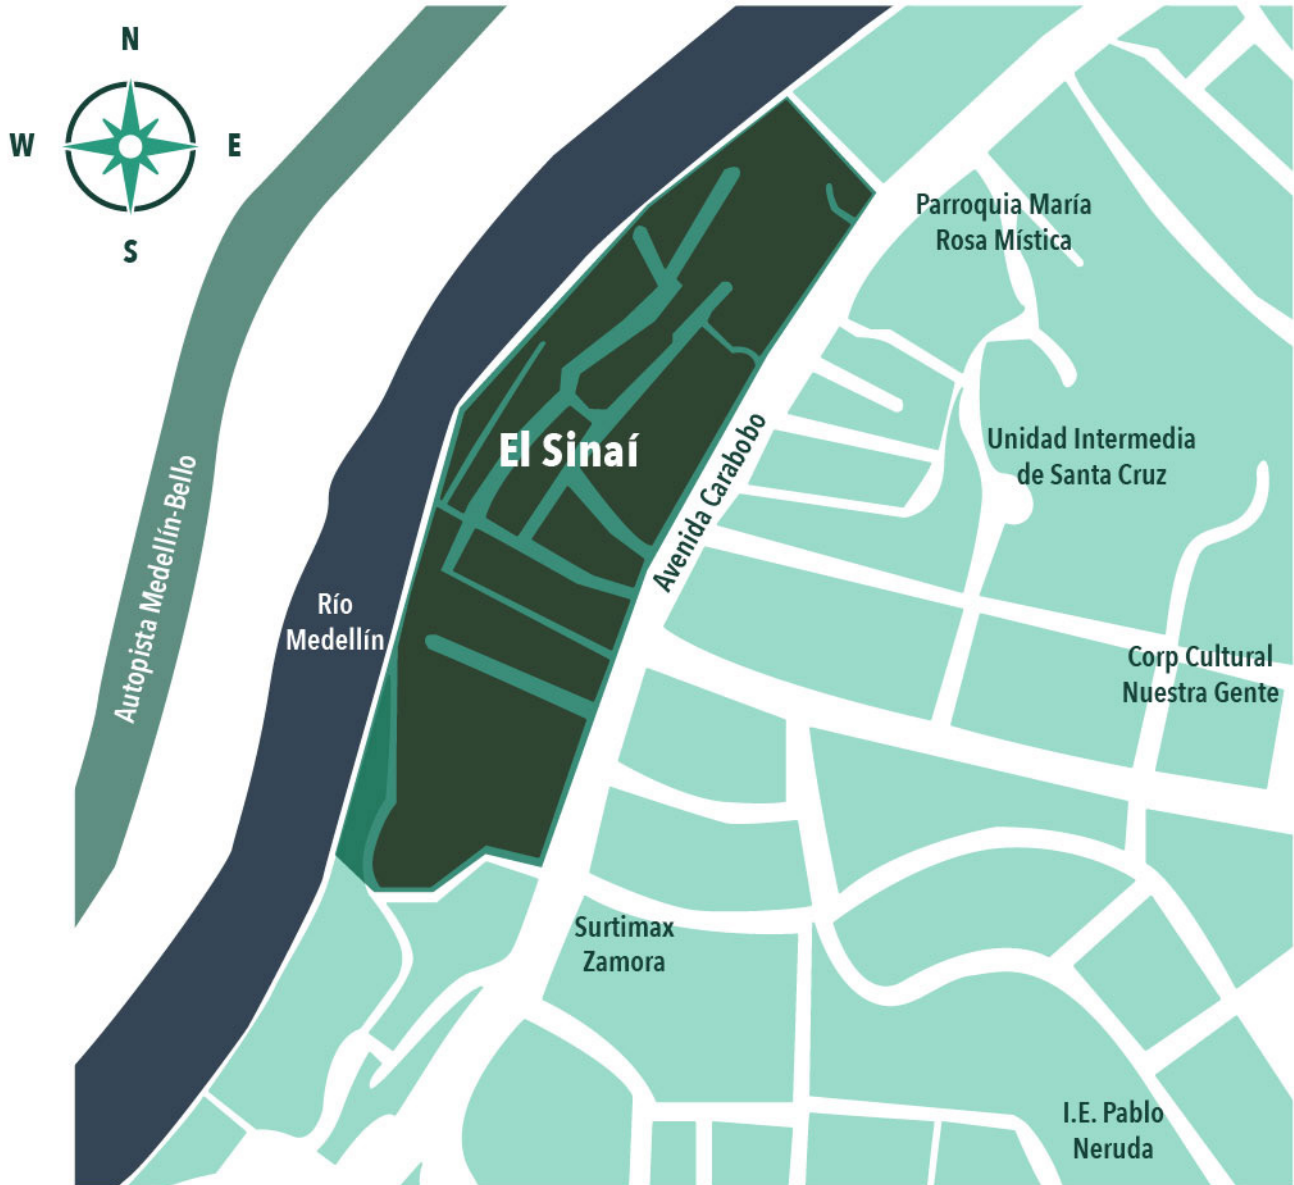 N
W
E
S
Parroquia María
Rosa Mística
El Sinaí
Avenida Carabobo
Unidad Intermedia
de Santa Cruz
Autopista Medellín-Bello
Río
Medellín
Corp Cultural
Nuestra Gente
Surtimax
Zamora
I.E. Pablo
Neruda